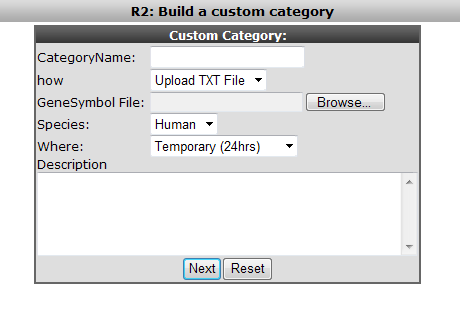 R2: Build a custom category
Custom Category:
CategoryName:
how Upload TXT File
GeneSymbol File: Browse...
Species: Human
Where: Temporary (24hrs)
Description
Next Reset